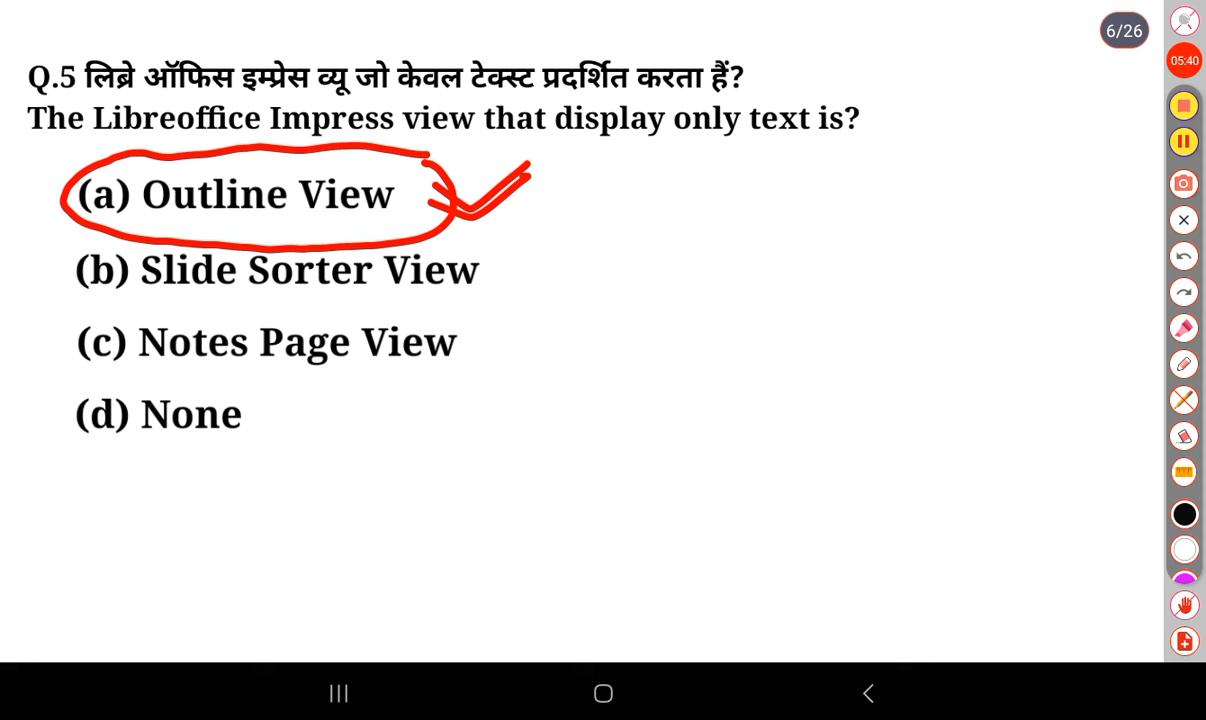 6/26
05:40
Q.5 लिब्रे ऑफिस इम्प्रेस व्यू जो केवल टेक्स्ट प्रदर्शित करता हैं?
The Libreoffice Impress view that display only text is?
(a) Outline View
(b) Slide Sorter View
(c) Notes Page View
(d) None